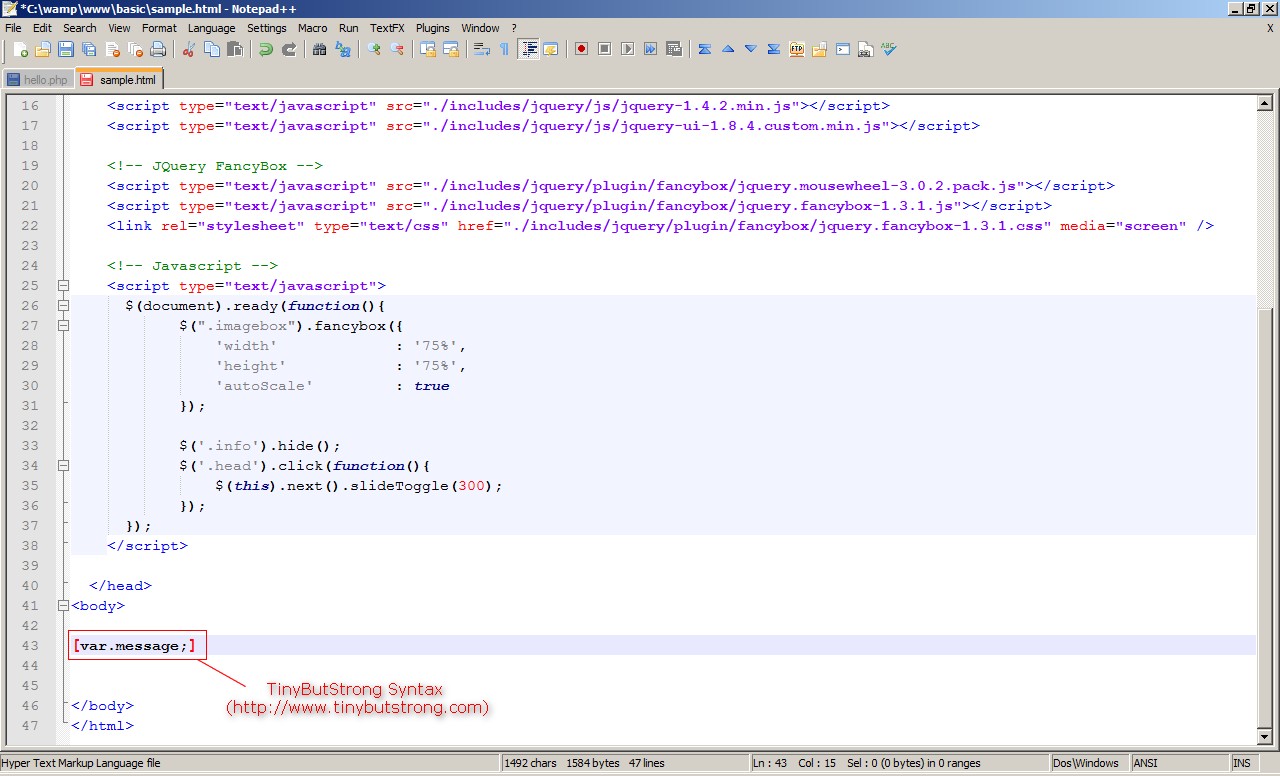 *C:\wamp\www\basic\sample.html - Notepad++
File Edit Search View Format Language Settings Macro Run TextFX Plugins Window ? X
hello.php sample.html
16 <script type="text/javascript" src="./includes/jquery/js/jquery-1.4.2.min.js"></script>
17 <script type="text/javascript" src="./includes/jquery/js/jquery-ui-1.8.4.custom.min.js"></script>
18
19 <!-- JQuery FancyBox -->
20 <script type="text/javascript" src="./includes/jquery/plugin/fancybox/jquery.mousewheel-3.0.2.pack.js"></script>
21 <script type="text/javascript" src="./includes/jquery/plugin/fancybox/jquery.fancybox-1.3.1.js"></script>
22 <link rel="stylesheet" type="text/css" href="./includes/jquery/plugin/fancybox/jquery.fancybox-1.3.1.css" media="screen" />
23
24 <!-- Javascript -->
25 <script type="text/javascript">
26 $(document).ready(function(){
27 $(".imagebox").fancybox({
28 'width' : '75%',
29 'height' : '75%',
30 'autoScale' : true
31 });
32
33 $('.info').hide();
34 $('.head').click(function(){
35 $(this).next().slideToggle(300);
36 });
37 });
38 </script>
39
40 </head>
41 <body>
42
43 [var.message;]
44
45
TinyButStrong Syntax
46 </body>
(http://www.tinybutstrong.com)
47 </html>
Hyper Text Markup Language file 1492 chars 1584 bytes 47 lines Ln : 43 Col : 15 Sel : 0 (0 bytes) in 0 ranges Dos\Windows ANSI INS